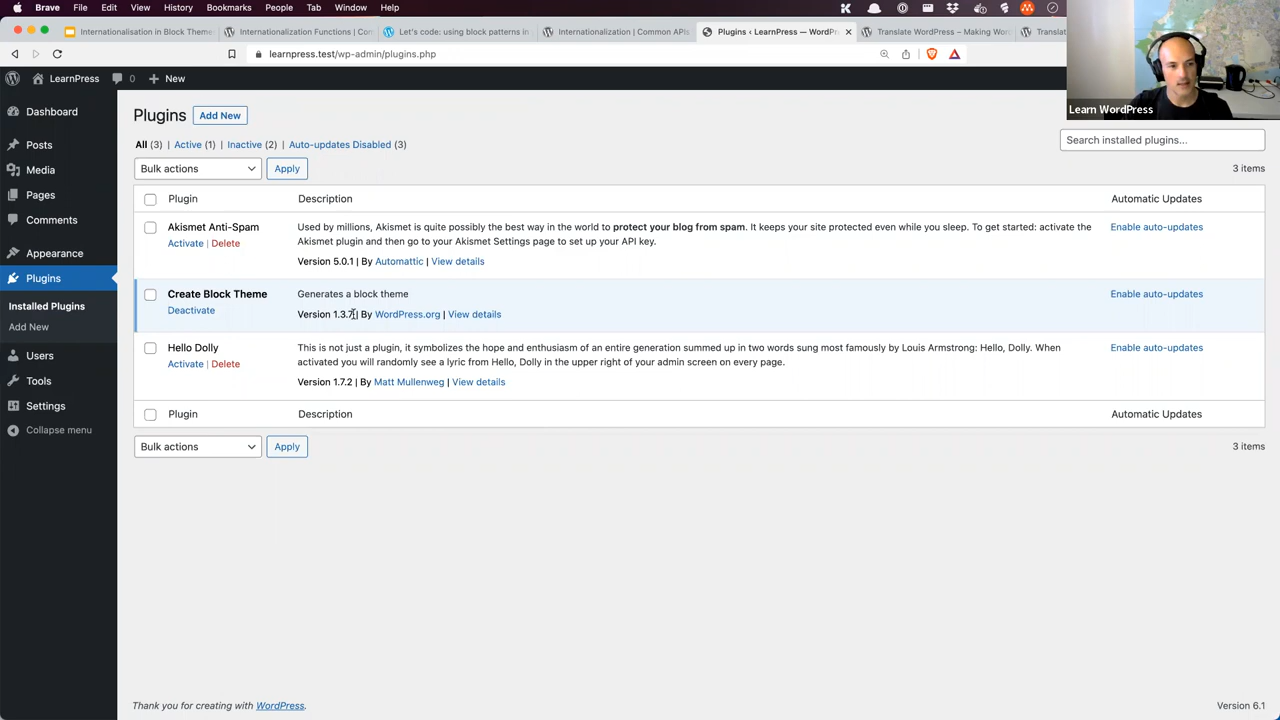 Brave File Edit View History Bookmarks People Tab Window Help
Internationalisation in Block Theme
Internationalization Functions | Con
Let's code: using block patterns in
Internationalization | Common APIs
Plugins ‹ LearnPress — WordPr
Translate WordPress – Making Wor
Transla
learnpress.test/wp-admin/plugins.php
Learn WordPress
LearnPress 0 New
Dashboard
Posts
Media
Pages
Comments
Appearance
Plugins
Installed Plugins
Add New
Users
Tools
Settings
Collapse menu
Plugins Add New
All (3) | Active (1) | Inactive (2) | Auto-updates Disabled (3)
Search installed plugins...
Bulk actions Apply 3 items
Plugin Description Automatic Updates
Akismet Anti-Spam
Activate | Delete
Used by millions, Akismet is quite possibly the best way in the world to protect your blog from spam. It keeps your site protected even while you sleep. To get started: activate the
Akismet plugin and then go to your Akismet Settings page to set up your API key.
Version 5.0.1 | By Automattic | View details
Enable auto-updates
Create Block Theme
Deactivate
Generates a block theme
Version 1.3.7 | By WordPress.org | View details
Enable auto-updates
Hello Dolly
Activate | Delete
This is not just a plugin, it symbolizes the hope and enthusiasm of an entire generation summed up in two words sung most famously by Louis Armstrong: Hello, Dolly. When
activated you will randomly see a lyric from Hello, Dolly in the upper right of your admin screen on every page.
Version 1.7.2 | By Matt Mullenweg | View details
Enable auto-updates
Plugin Description Automatic Updates
Bulk actions Apply 3 items
Thank you for creating with WordPress. Version 6.1